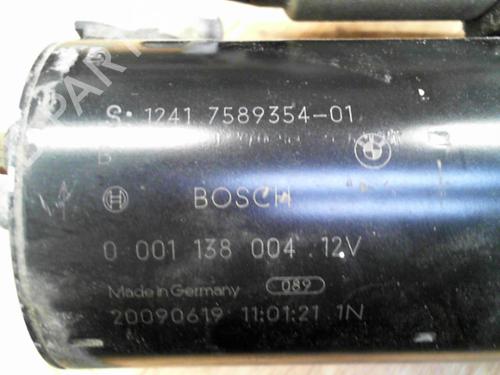 S• 1241 7589354-01
B
BOSCH
0 001 138 004 12V
Made in Germany 089
20090619 11:01:21 1N